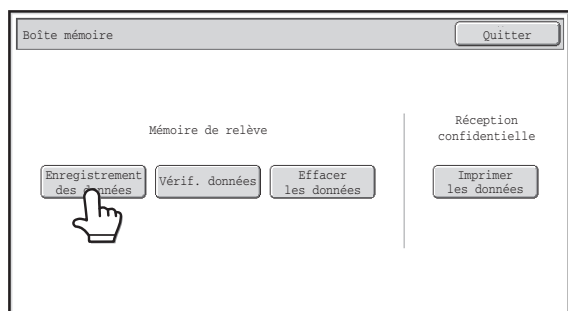 Boîte mémoire
Quitter
Mémoire de relève
Réception
confidentielle
Enregistrement
des données
Vérif. données
Effacer
les données
Imprimer
les données